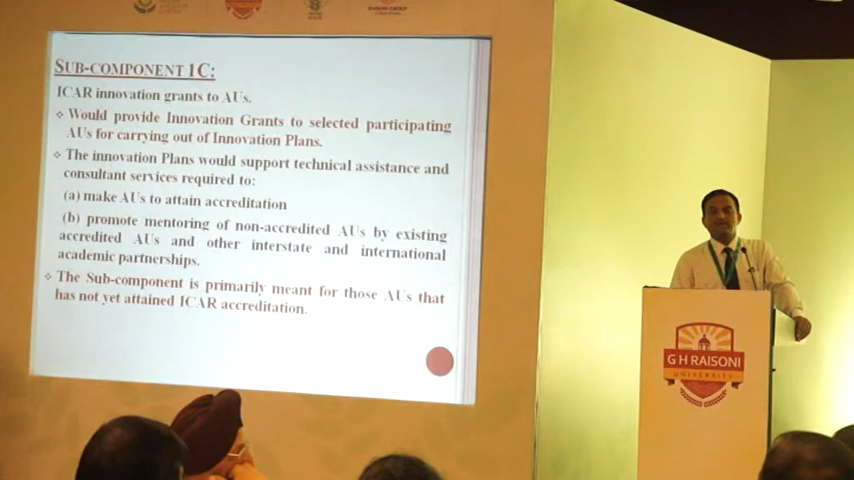 SUB-COMPONENT 1C:
ICAR innovation grants to AUs.
❖ Would provide Innovation Grants to selected participating
AUs for carrying out of Innovation Plans.
❖ The innovation Plans would support technical assistance and
consultant services required to:
(a) make AUs to attain accreditation
(b) promote mentoring of non-accredited AUs by existing
accredited AUs and other interstate and international
academic partnerships.
❖ The Sub-component is primarily meant for those AUs that
has not yet attained ICAR accreditation.
G H RAISONI
UNIVERSITY